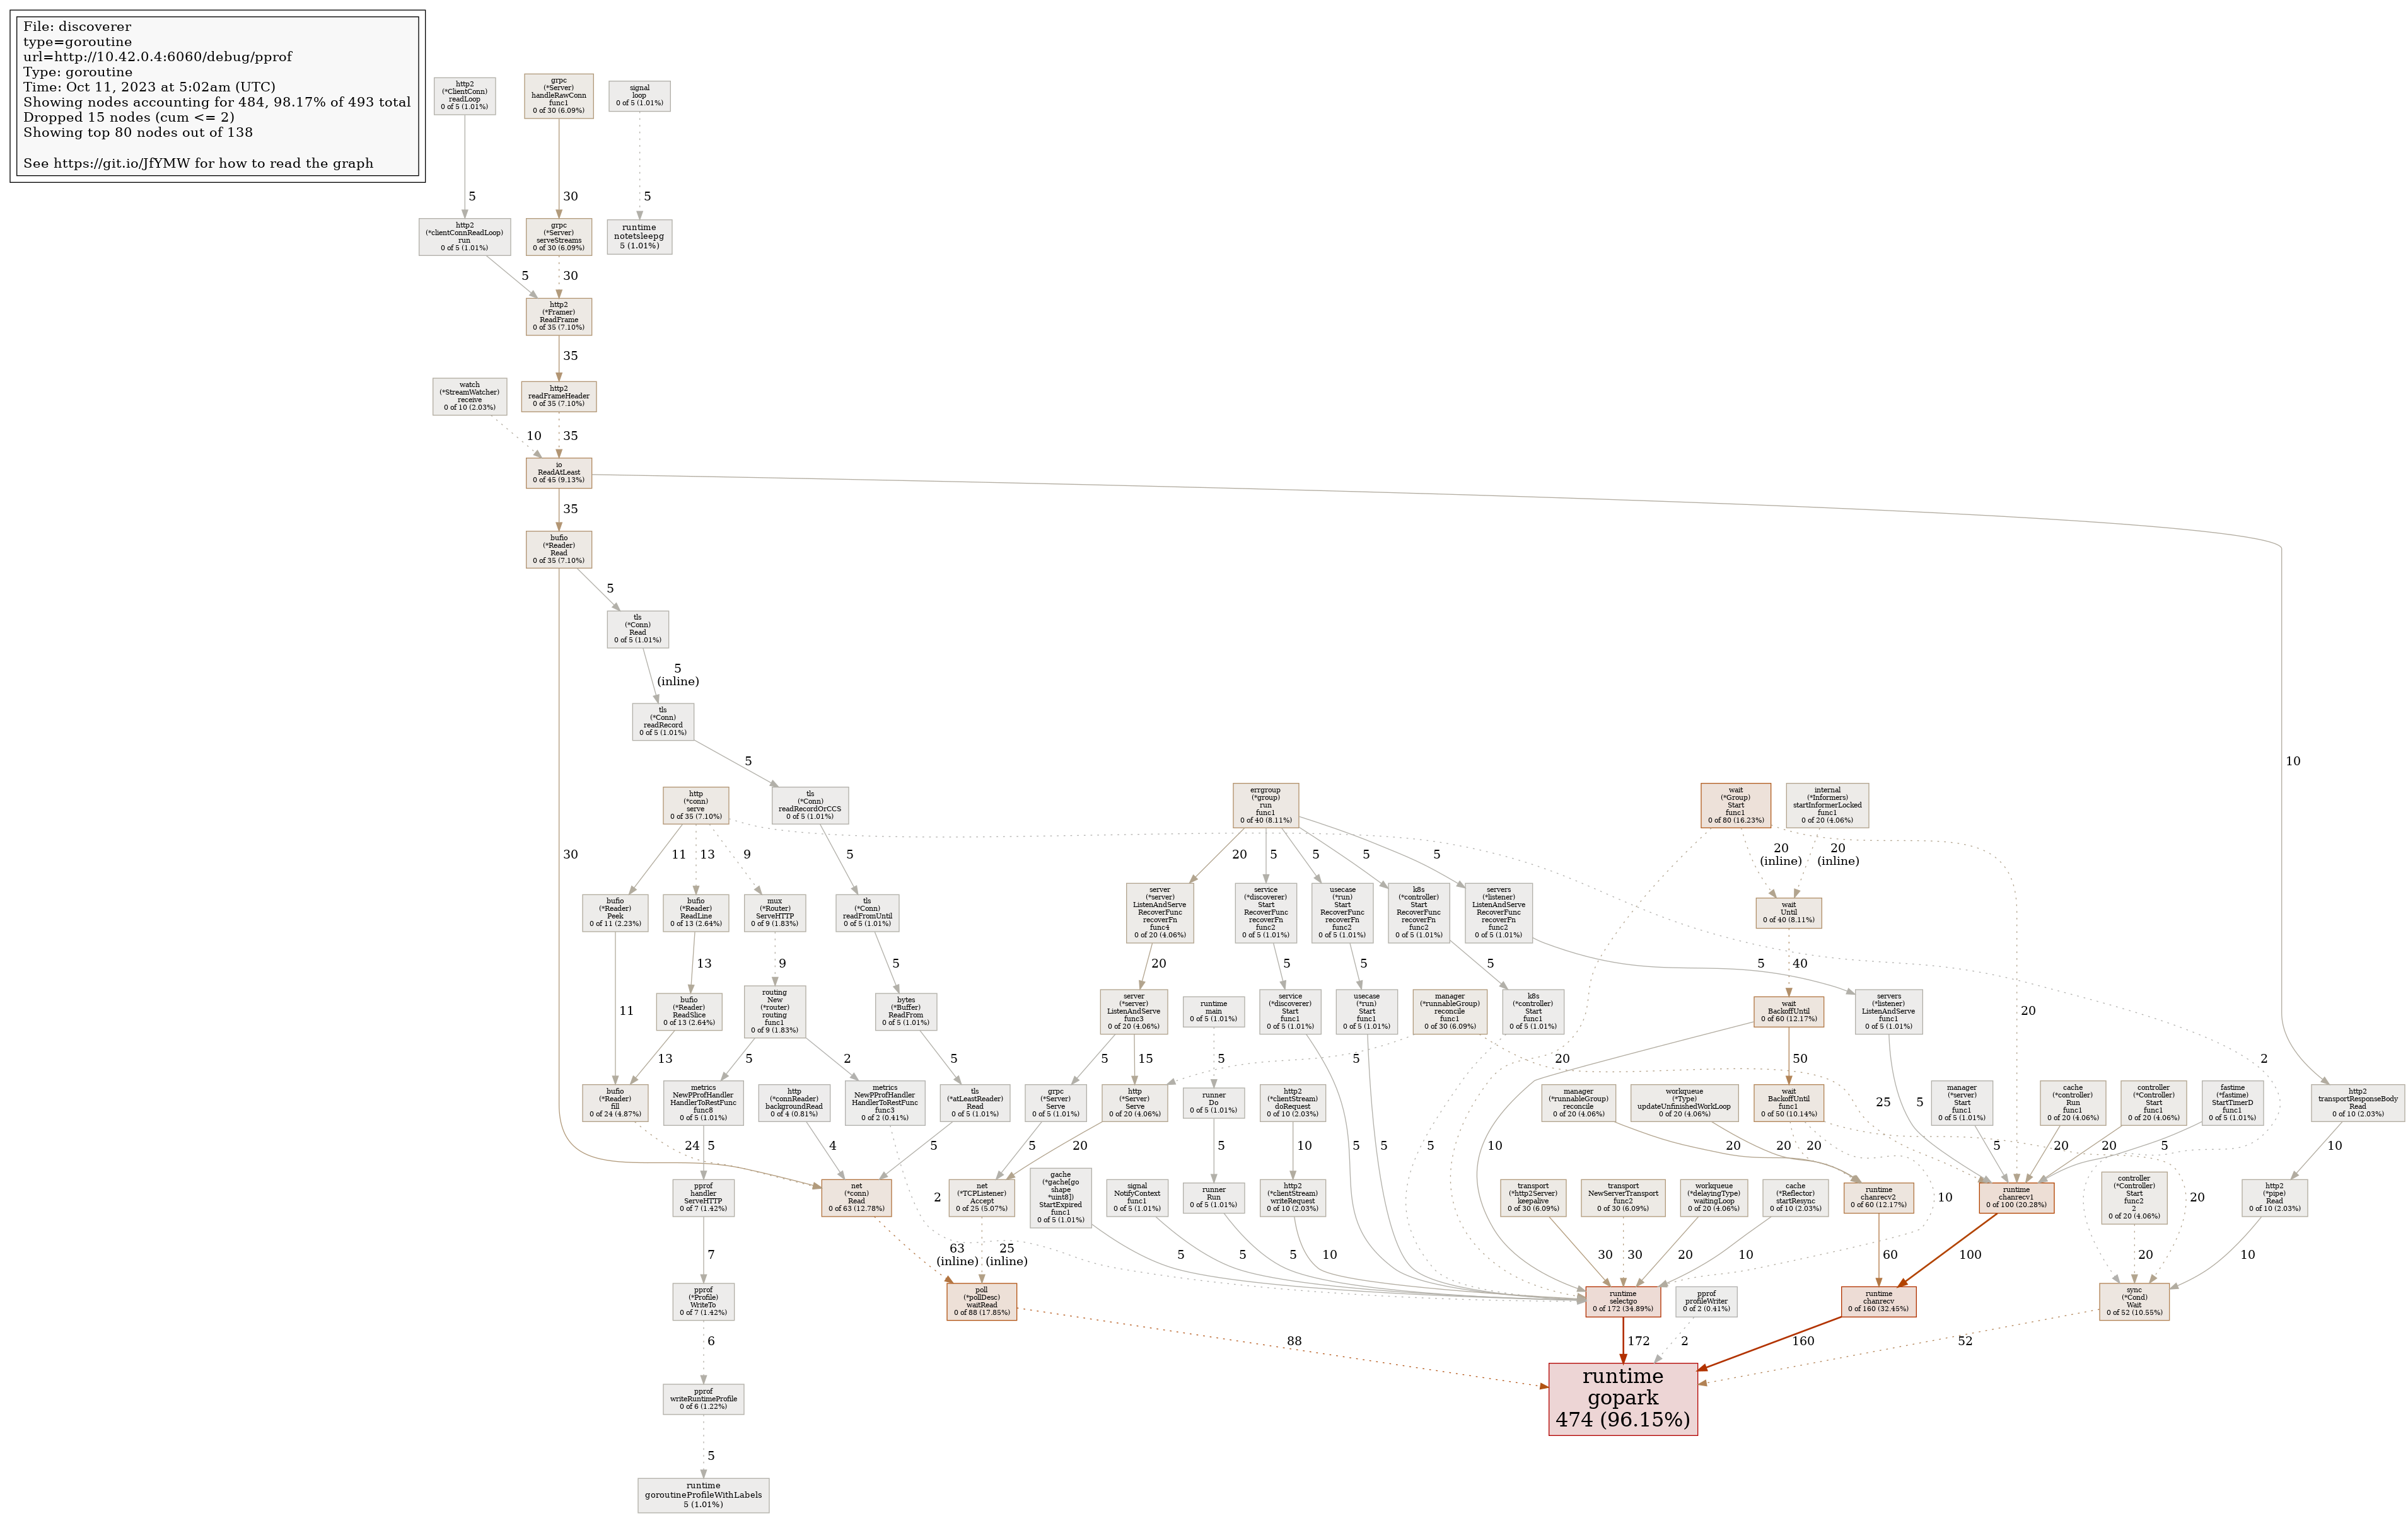 File: discoverer
type=goroutine
url=http://10.42.0.4:6060/debug/pprof
Type: goroutine
Time: Oct 11, 2023 at 5:02am (UTC)
Showing nodes accounting for 484, 98.17% of 493 total
Dropped 15 nodes (cum <= 2)
Showing top 80 nodes out of 138
See https://git.io/JfYMW for how to read the graph
http2
(*ClientConn)
readLoop
0 of 5 (1.01%)
grpc
(*Server)
handleRawConn
func1
0 of 30 (6.09%)
signal
loop
0 of 5 (1.01%)
5
30
5
http2
(*clientConnReadLoop)
run
0 of 5 (1.01%)
grpc
(*Server)
serveStreams
0 of 30 (6.09%)
runtime
notetsleepg
5 (1.01%)
5
30
http2
(*Framer)
ReadFrame
0 of 35 (7.10%)
35
watch
(*StreamWatcher)
receive
0 of 10 (2.03%)
http2
readFrameHeader
0 of 35 (7.10%)
10
35
io
ReadAtLeast
0 of 45 (9.13%)
35
10
bufio
(*Reader)
Read
0 of 35 (7.10%)
5
30
tls
(*Conn)
Read
0 of 5 (1.01%)
5
(inline)
tls
(*Conn)
readRecord
0 of 5 (1.01%)
5
http
(*conn)
serve
0 of 35 (7.10%)
tls
(*Conn)
readRecordOrCCS
0 of 5 (1.01%)
errgroup
(*group)
run
func1
0 of 40 (8.11%)
wait
(*Group)
Start
func1
0 of 80 (16.23%)
internal
(*Informers)
startInformerLocked
func1
0 of 20 (4.06%)
11
13
9
5
20
5
5
5
5
20
(inline)
20
(inline)
bufio
(*Reader)
Peek
0 of 11 (2.23%)
bufio
(*Reader)
ReadLine
0 of 13 (2.64%)
mux
(*Router)
ServeHTTP
0 of 9 (1.83%)
tls
(*Conn)
readFromUntil
0 of 5 (1.01%)
server
(*server)
ListenAndServe
RecoverFunc
recoverFn
func4
0 of 20 (4.06%)
service
(*discoverer)
Start
RecoverFunc
recoverFn
func2
0 of 5 (1.01%)
usecase
(*run)
Start
RecoverFunc
recoverFn
func2
0 of 5 (1.01%)
k8s
(*controller)
Start
RecoverFunc
recoverFn
func2
0 of 5 (1.01%)
servers
(*listener)
ListenAndServe
RecoverFunc
recoverFn
func2
0 of 5 (1.01%)
wait
Until
0 of 40 (8.11%)
11
13
9
5
20
5
5
5
5
40
20
2
bufio
(*Reader)
ReadSlice
0 of 13 (2.64%)
routing
New
(*router)
routing
func1
0 of 9 (1.83%)
bytes
(*Buffer)
ReadFrom
0 of 5 (1.01%)
server
(*server)
ListenAndServe
func3
0 of 20 (4.06%)
runtime
main
0 of 5 (1.01%)
service
(*discoverer)
Start
func1
0 of 5 (1.01%)
usecase
(*run)
Start
func1
0 of 5 (1.01%)
manager
(*runnableGroup)
reconcile
func1
0 of 30 (6.09%)
k8s
(*controller)
Start
func1
0 of 5 (1.01%)
wait
BackoffUntil
0 of 60 (12.17%)
servers
(*listener)
ListenAndServe
func1
0 of 5 (1.01%)
13
5
2
5
5
15
5
5
20
50
bufio
(*Reader)
fill
0 of 24 (4.87%)
metrics
NewPProfHandler
HandlerToRestFunc
func8
0 of 5 (1.01%)
http
(*connReader)
backgroundRead
0 of 4 (0.81%)
metrics
NewPProfHandler
HandlerToRestFunc
func3
0 of 2 (0.41%)
tls
(*atLeastReader)
Read
0 of 5 (1.01%)
grpc
(*Server)
Serve
0 of 5 (1.01%)
http
(*Server)
Serve
0 of 20 (4.06%)
runner
Do
0 of 5 (1.01%)
http2
(*clientStream)
doRequest
0 of 10 (2.03%)
manager
(*runnableGroup)
reconcile
0 of 20 (4.06%)
workqueue
(*Type)
updateUnfinishedWorkLoop
0 of 20 (4.06%)
wait
BackoffUntil
func1
0 of 50 (10.14%)
manager
(*server)
Start
func1
0 of 5 (1.01%)
cache
(*controller)
Run
func1
0 of 20 (4.06%)
controller
(*Controller)
Start
func1
0 of 20 (4.06%)
fastime
(*fastime)
StartTimerD
func1
0 of 5 (1.01%)
http2
transportResponseBody
Read
0 of 10 (2.03%)
24
5
4
5
5
20
5
10
5
5
5
10
20
20
20
25
5
5
20
20
5
10
gache
(*gache[go
shape
*uint8])
StartExpired
func1
0 of 5 (1.01%)
pprof
handler
ServeHTTP
0 of 7 (1.42%)
net
(*conn)
Read
0 of 63 (12.78%)
net
(*TCPListener)
Accept
0 of 25 (5.07%)
signal
NotifyContext
func1
0 of 5 (1.01%)
runner
Run
0 of 5 (1.01%)
http2
(*clientStream)
writeRequest
0 of 10 (2.03%)
transport
(*http2Server)
keepalive
0 of 30 (6.09%)
transport
NewServerTransport
func2
0 of 30 (6.09%)
workqueue
(*delayingType)
waitingLoop
0 of 20 (4.06%)
cache
(*Reflector)
startResync
0 of 10 (2.03%)
runtime
chanrecv2
0 of 60 (12.17%)
runtime
chanrecv1
0 of 100 (20.28%)
controller
(*Controller)
Start
func2
2
0 of 20 (4.06%)
http2
(*pipe)
Read
0 of 10 (2.03%)
2
10
20
7
63
(inline)
25
(inline)
5
5
5
10
30
30
20
10
60
100
20
10
pprof
(*Profile)
WriteTo
0 of 7 (1.42%)
poll
(*pollDesc)
waitRead
0 of 88 (17.85%)
runtime
selectgo
0 of 172 (34.89%)
pprof
profileWriter
0 of 2 (0.41%)
runtime
chanrecv
0 of 160 (32.45%)
sync
(*Cond)
Wait
0 of 52 (10.55%)
6
88
172
2
160
52
pprof
writeRuntimeProfile
0 of 6 (1.22%)
runtime
gopark
474 (96.15%)
5
runtime
goroutineProfileWithLabels
5 (1.01%)